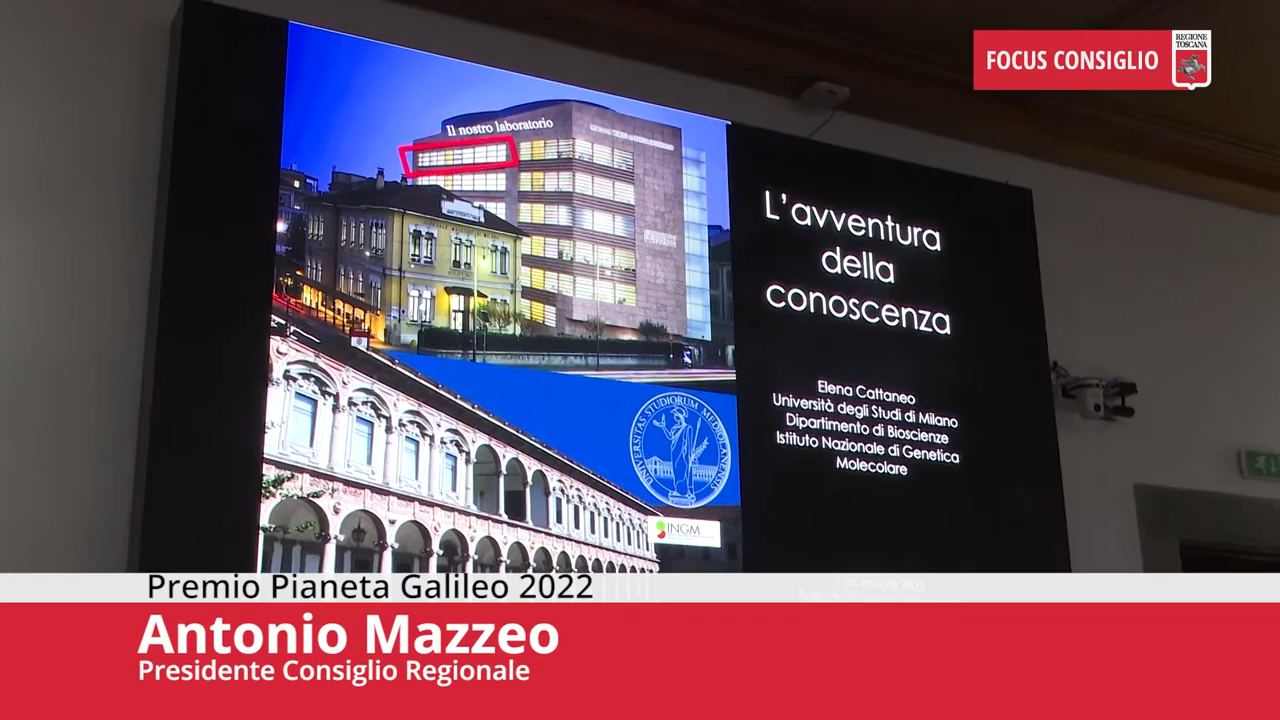 FOCUS CONSIGLIO
REGIONE
TOSCANA
Il nostro laboratorio
L'avventura
della
conoscenza
Elena Cattaneo
Università degli Studi di Milano
Dipartimento di Bioscienze
Istituto Nazionale di Genetica
Molecolare
UNIVERSITAS STUDIORUM MEDIOLANENSIS
INGM
dicembre 2022
Premio Pianeta Galileo 2022
Antonio Mazzeo
Presidente Consiglio Regionale